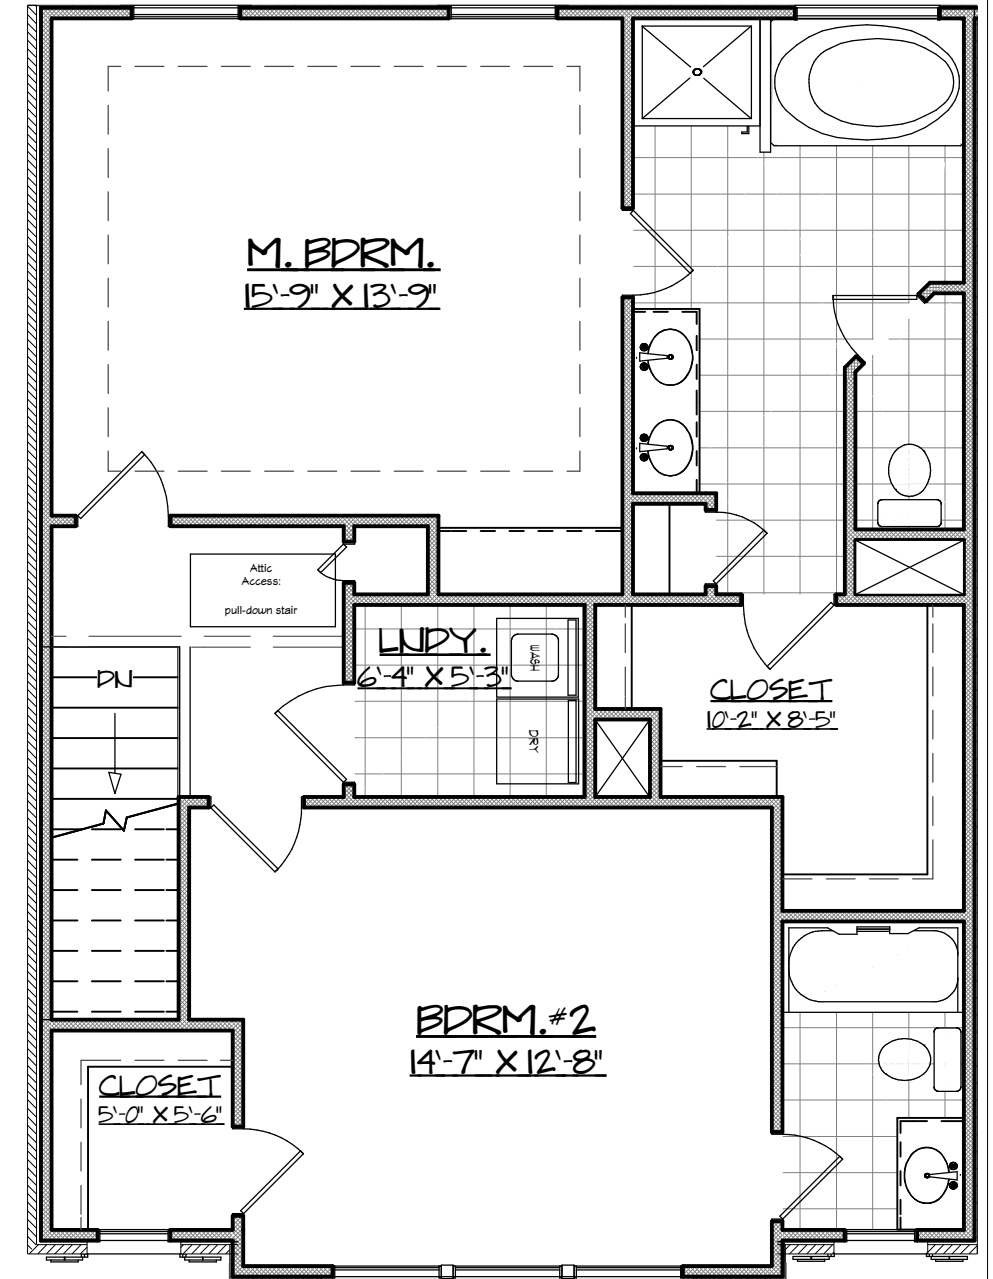 M. BDRM.
15'-9" X 13'-9"
Attic
Access:
pull-down stair
LNDY.
6'-4" X 5'-3"
WASH
DRY
DN
CLOSET
10'-2" X 8'-5"
BDRM. #2
14'-7" X 12'-8"
CLOSET
5'-0" X 5'-6"